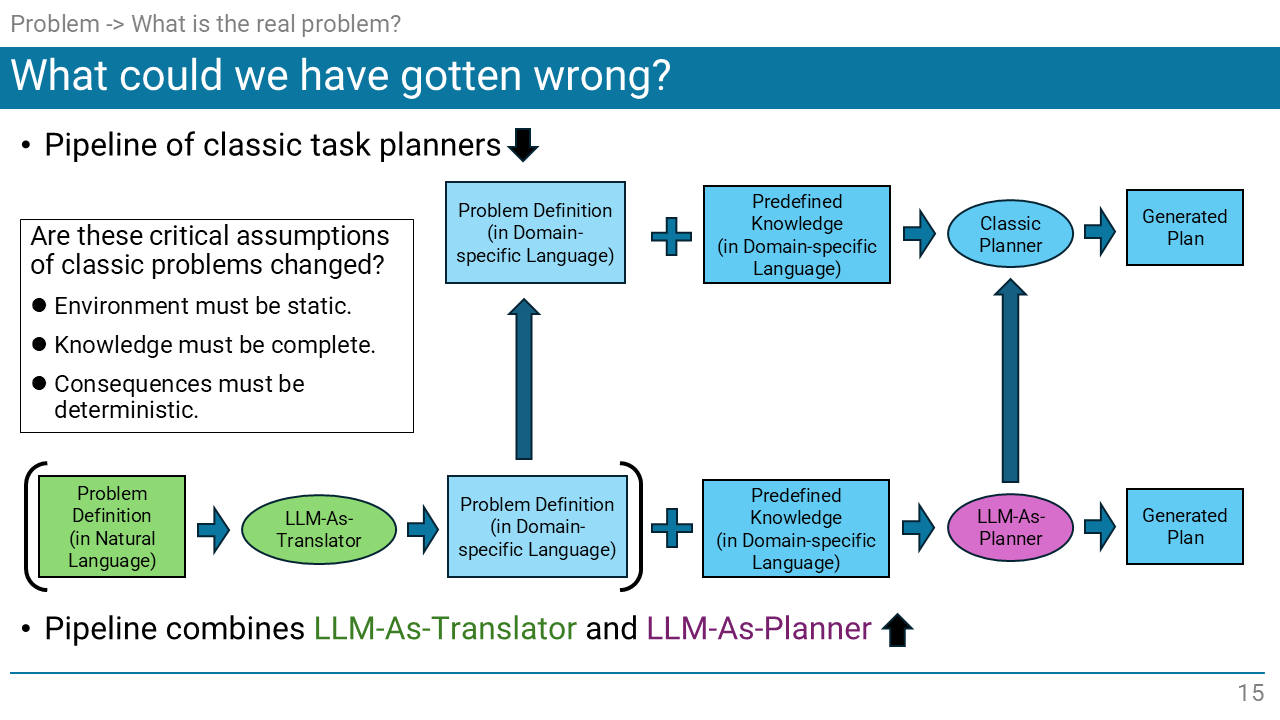 Problem -> What is the real problem?
What could we have gotten wrong?
• Pipeline of classic task planners
Problem Definition
(in Domain-
specific Language)
Predefined
Knowledge
(in Domain-specific
Language)
Classic
Planner
Generated
Plan
Are these critical assumptions
of classic problems changed?
● Environment must be static.
● Knowledge must be complete.
● Consequences must be
deterministic.
Problem
Definition
(in Natural
Language)
LLM-As-
Translator
Problem Definition
(in Domain-
specific Language)
Predefined
Knowledge
(in Domain-specific
Language)
LLM-As-
Planner
Generated
Plan
• Pipeline combines LLM-As-Translator and LLM-As-Planner
15